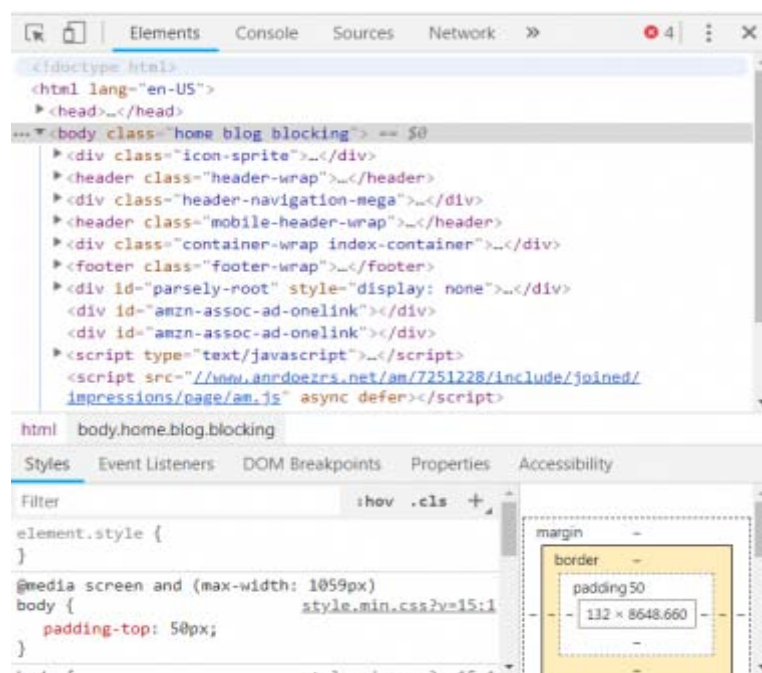 Elements Console Sources Network » 4
<!doctype html>
<html lang="en-US">
<head>…</head>
<body class="home blog blocking"> == $0
<div class="icon-sprite">…</div>
<header class="header-wrap">…</header>
<div class="header-navigation-mega">…</div>
<header class="mobile-header-wrap">…</header>
<div class="container-wrap index-container">…</div>
<footer class="footer-wrap">…</footer>
<div id="parsely-root" style="display: none">…</div>
<div id="amzn-assoc-ad-onelink"></div>
<div id="amzn-assoc-ad-onelink"></div>
<script type="text/javascript">…</script>
<script src="//www.anrdoezrs.net/am/7251228/include/joined/
impressions/page/am.js" async defer></script>
html body.home.blog.blocking
Styles Event Listeners DOM Breakpoints Properties Accessibility
Filter :hov .cls +
element.style {
}
@media screen and (max-width: 1059px)
body { style.min.css?v=15:1
padding-top: 50px;
}
margin -
border -
padding 50
- - - 132 × 8648.660 - - -
-
-